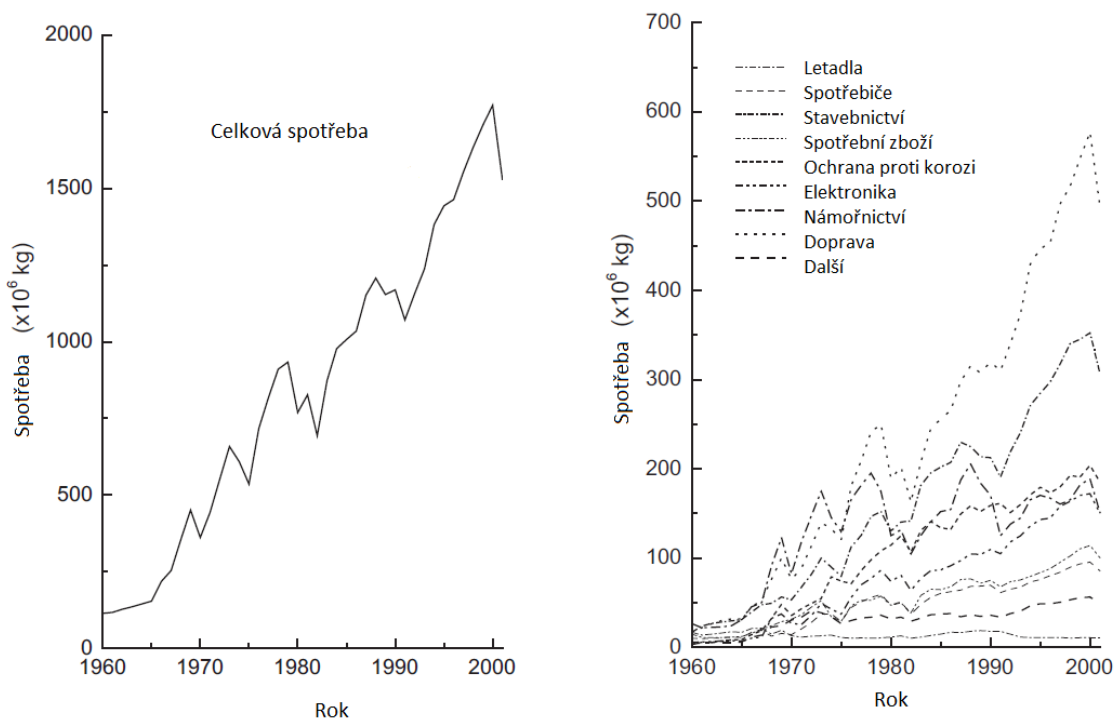 2000
1500
1000
500
0
1960
1970
1980
1990
2000
Celková spotřeba
Spotřeba (x10⁶ kg)
Rok
700
600
500
400
300
200
100
0
1960
1970
1980
1990
2000
Letadla
Spotřebiče
Stavebnictví
Spotřební zboží
Ochrana proti korozi
Elektronika
Námořnictví
Doprava
Další
Spotřeba (x10⁶ kg)
Rok